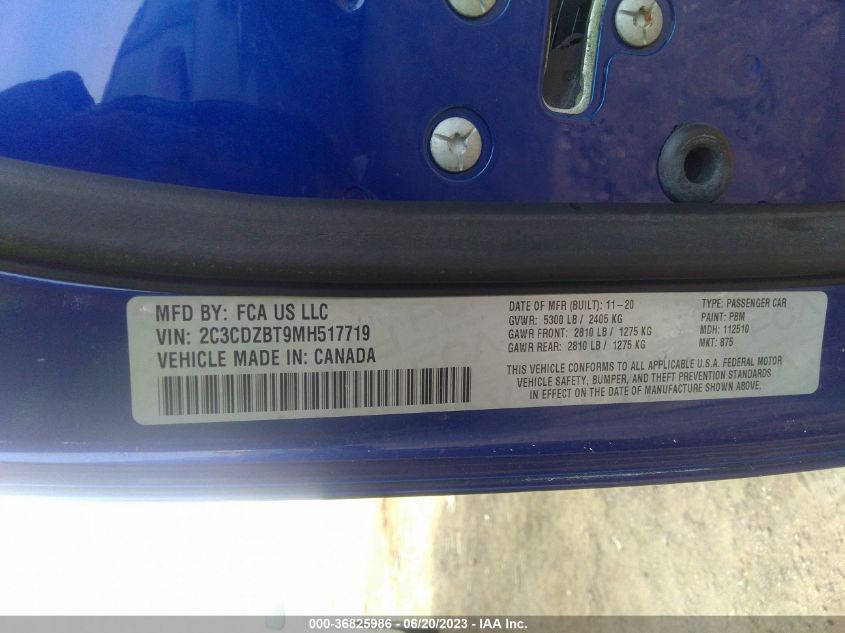 MFD BY: FCA US LLC
VIN: 2C3CDZBT9MH517719
VEHICLE MADE IN: CANADA
DATE OF MFR (BUILT): 11-20
GVWR: 5300 LB / 2405 KG
GAWR FRONT: 2810 LB / 1275 KG
GAWR REAR: 2810 LB / 1275 KG
TYPE: PASSENGER CAR
PAINT: PBM
MDH: 112510
MKT: 875
THIS VEHICLE CONFORMS TO ALL APPLICABLE U.S.A. FEDERAL MOTOR
VEHICLE SAFETY, BUMPER, AND THEFT PREVENTION STANDARDS
IN EFFECT ON THE DATE OF MANUFACTURE SHOWN ABOVE.
000-36825986 - 06/20/2023 - IAA Inc.